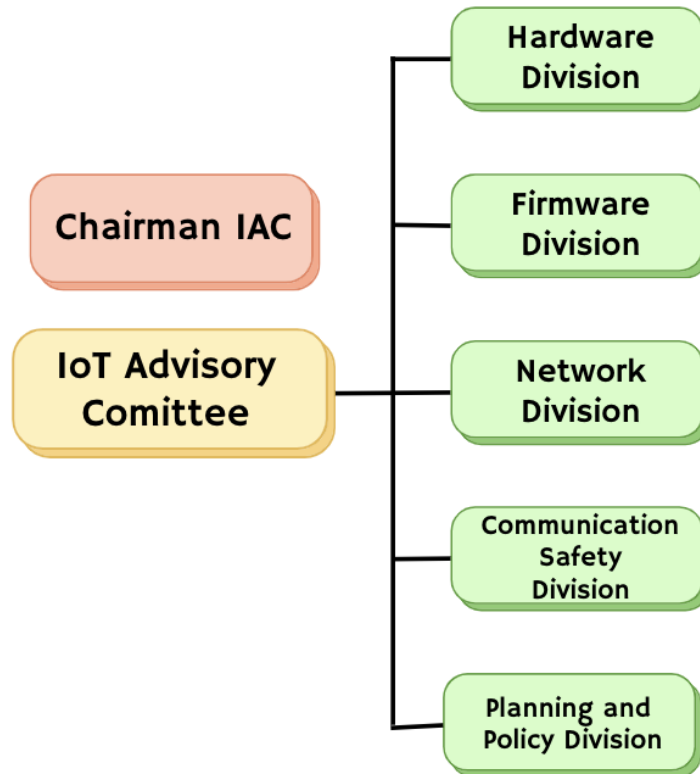 Hardware
Division
Chairman IAC
Firmware
Division
IoT Advisory
Comittee
Network
Division
Communication
Safety
Division
Planning and
Policy Division